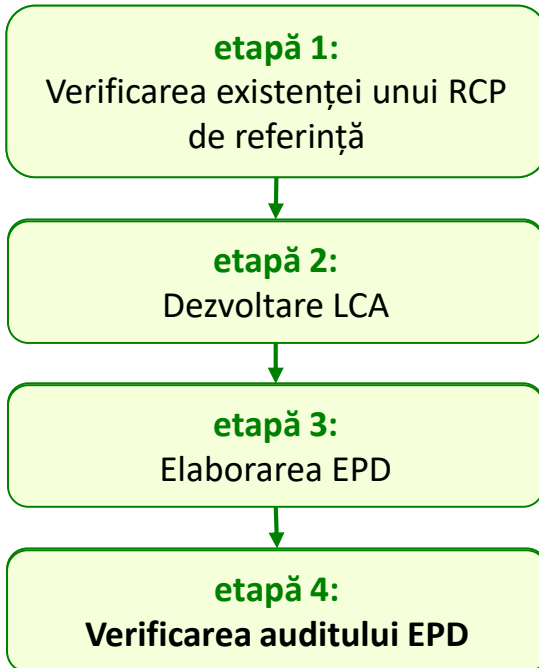 etapă 1:
Verificarea existenței unui RCP
de referință
etapă 2:
Dezvoltare LCA
etapă 3:
Elaborarea EPD
etapă 4:
Verificarea auditului EPD